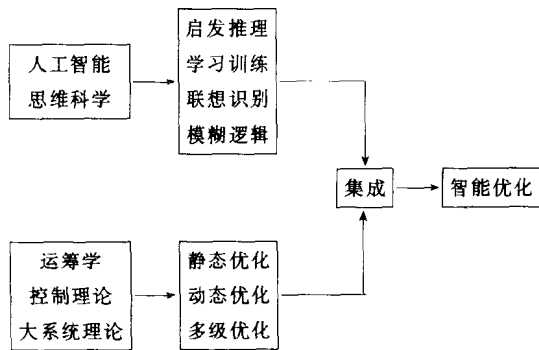 人工智能
思维科学
启发推理
学习训练
联想识别
模糊逻辑
集成
智能优化
运筹学
控制理论
大系统理论
静态优化
动态优化
多级优化